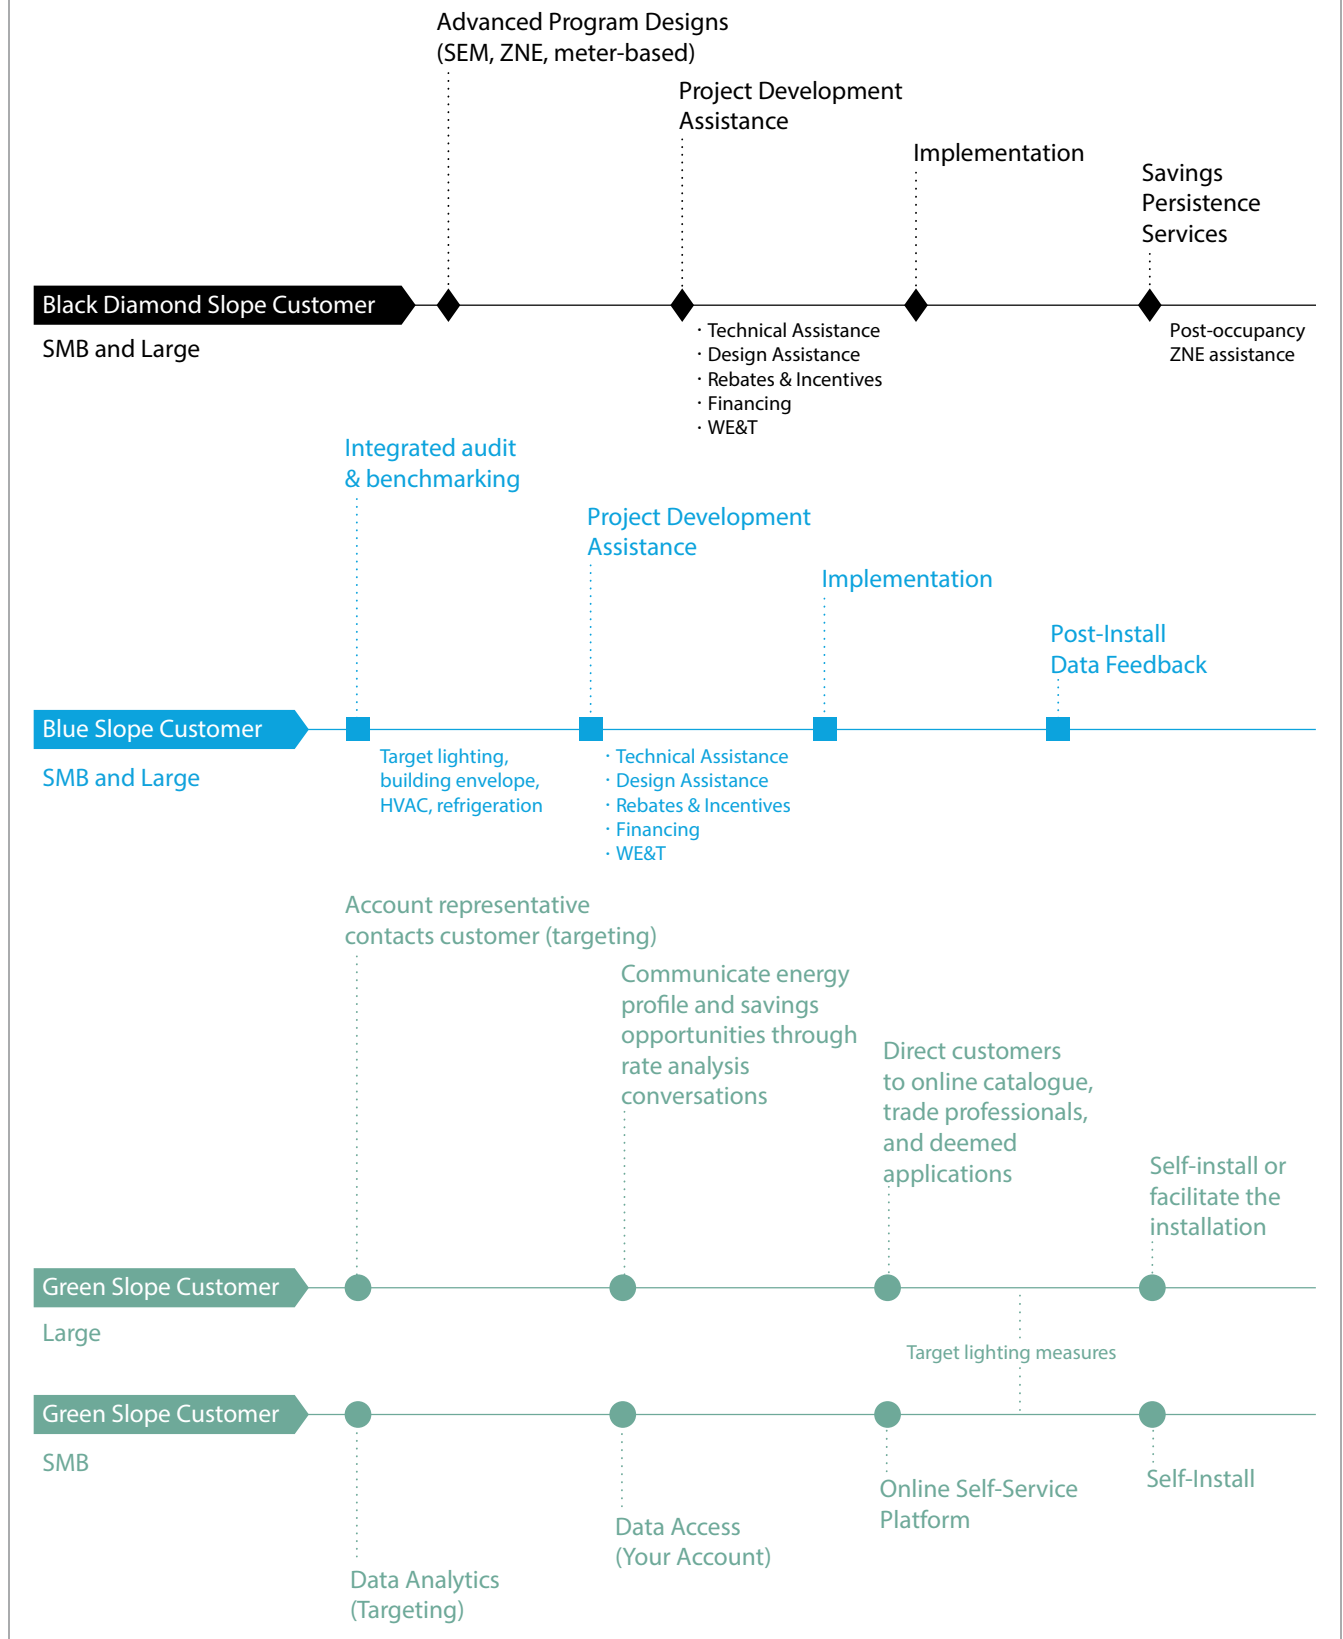 Advanced Program Designs
(SEM, ZNE, meter-based)
Project Development
Assistance
Implementation
Savings
Persistence
Services
Black Diamond Slope Customer
SMB and Large
· Technical Assistance
· Design Assistance
· Rebates & Incentives
· Financing
· WE&T
Post-occupancy
ZNE assistance
Integrated audit
& benchmarking
Project Development
Assistance
Implementation
Post-Install
Data Feedback
Blue Slope Customer
SMB and Large
Target lighting,
building envelope,
HVAC, refrigeration
· Technical Assistance
· Design Assistance
· Rebates & Incentives
· Financing
· WE&T
Account representative
contacts customer (targeting)
Communicate energy
profile and savings
opportunities through
rate analysis
conversations
Direct customers
to online catalogue,
trade professionals,
and deemed
applications
Self-install or
facilitate the
installation
Green Slope Customer
Large
Target lighting measures
Green Slope Customer
SMB
Data Analytics
(Targeting)
Data Access
(Your Account)
Online Self-Service
Platform
Self-Install